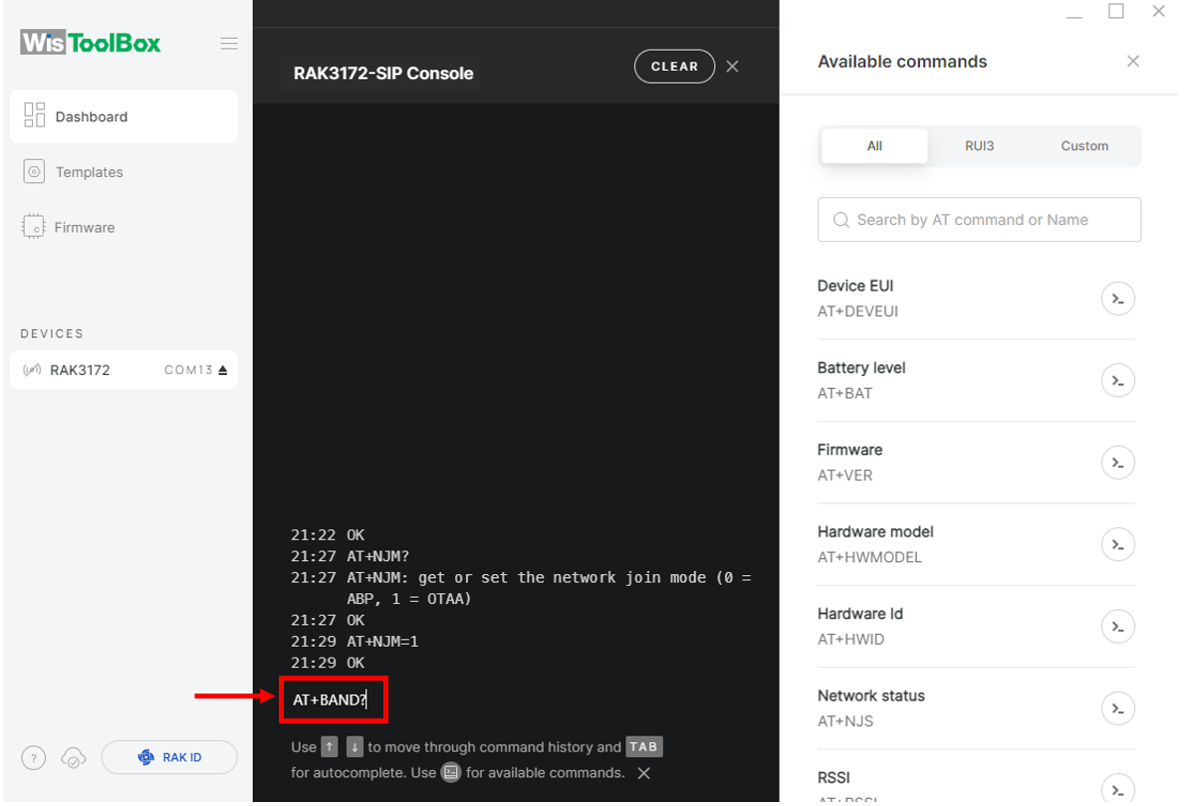 WisToolBox
Dashboard
Templates
Firmware
DEVICES
RAK3172 COM13
?
RAK ID
RAK3172-SIP Console
CLEAR
21:22 OK
21:27 AT+NJM?
21:27 AT+NJM: get or set the network join mode (0 =
ABP, 1 = OTAA)
21:27 OK
21:29 AT+NJM=1
21:29 OK
AT+BAND?
Use ↑ ↓ to move through command history and TAB
for autocomplete. Use for available commands.
Available commands
All RUI3 Custom
Search by AT command or Name
Device EUI
AT+DEVEUI
Battery level
AT+BAT
Firmware
AT+VER
Hardware model
AT+HWMODEL
Hardware Id
AT+HWID
Network status
AT+NJS
RSSI
AT+RSSI